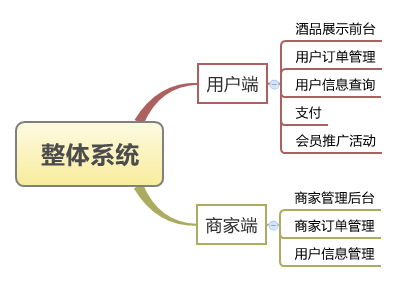 整体系统
用户端
酒品展示前台
用户订单管理
用户信息查询
支付
会员推广活动
商家端
商家管理后台
商家订单管理
用户信息管理